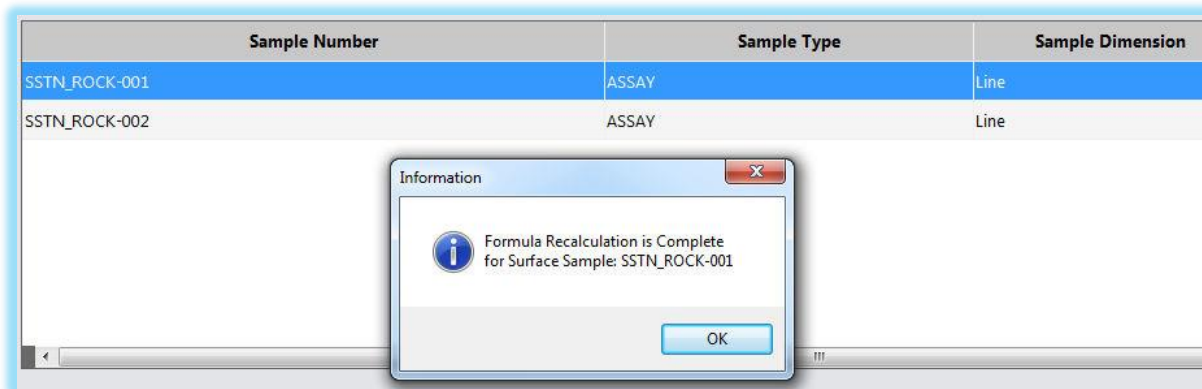 Sample Number Sample Type Sample Dimension
SSTN_ROCK-001 ASSAY Line
SSTN_ROCK-002 ASSAY Line
Information
Formula Recalculation is Complete
for Surface Sample: SSTN_ROCK-001
OK